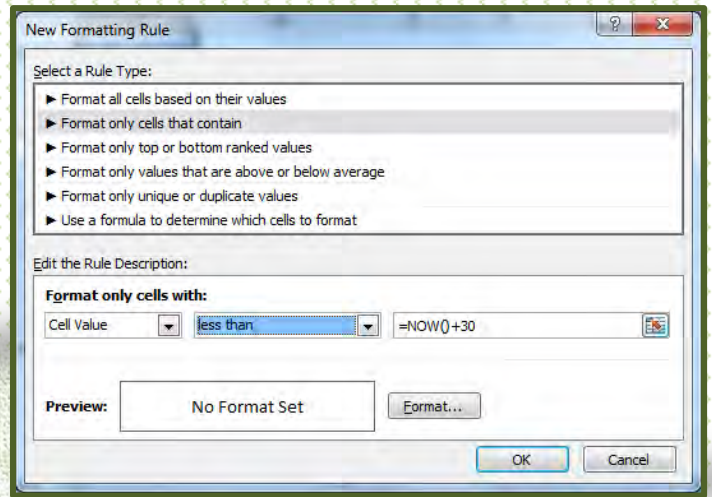 New Formatting Rule
Select a Rule Type:
► Format all cells based on their values
► Format only cells that contain
► Format only top or bottom ranked values
► Format only values that are above or below average
► Format only unique or duplicate values
► Use a formula to determine which cells to format
Edit the Rule Description:
Format only cells with:
Cell Value less than =NOW()+30
Preview: No Format Set Format...
OK Cancel